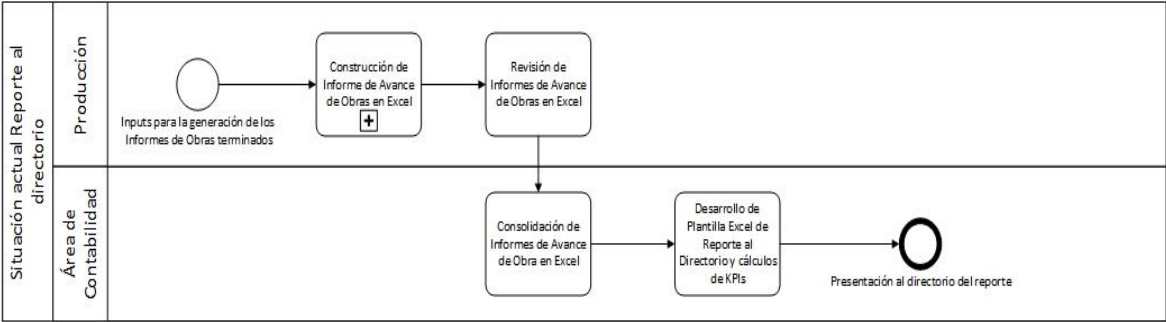 Situación actual Reporte al
directorio
Producción
Inputs para la generación de los
Informes de Obras terminados
Construcción de
Informe de Avance
de Obras en Excel
Revisión de
Informes de Avance
de Obras en Excel
Área de
Contabilidad
Consolidación de
Informes de Avance
de Obra en Excel
Desarrollo de
Plantilla Excel de
Reporte al
Directorio y cálculos
de KPIs
Presentación al directorio del reporte